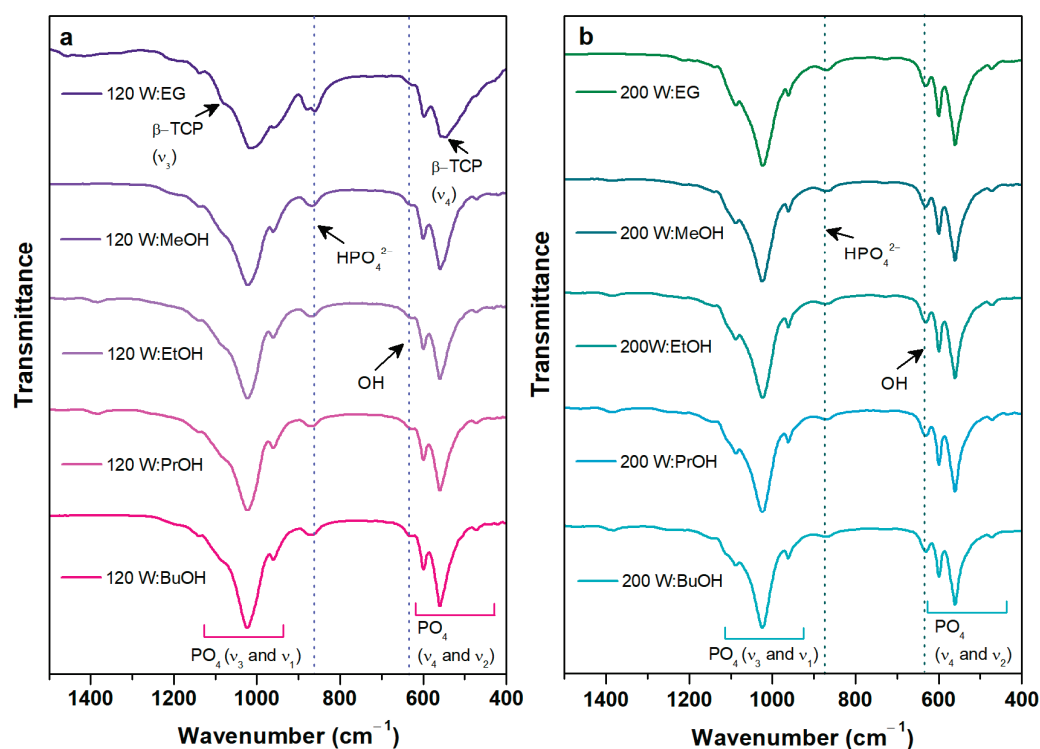 a
Transmittance
120 W:EG
β−TCP
(ν₃)
β−TCP
(ν₄)
120 W:MeOH
HPO₄²⁻
120 W:EtOH
OH
120 W:PrOH
120 W:BuOH
PO₄ (ν₃ and ν₁)
PO₄
(ν₄ and ν₂)
1400 1200 1000 800 600 400
Wavenumber (cm⁻¹)
b
Transmittance
200 W:EG
200 W:MeOH
HPO₄²⁻
200W:EtOH
OH
200 W:PrOH
200 W:BuOH
PO₄ (ν₃ and ν₁)
PO₄
(ν₄ and ν₂)
1400 1200 1000 800 600 400
Wavenumber (cm⁻¹)